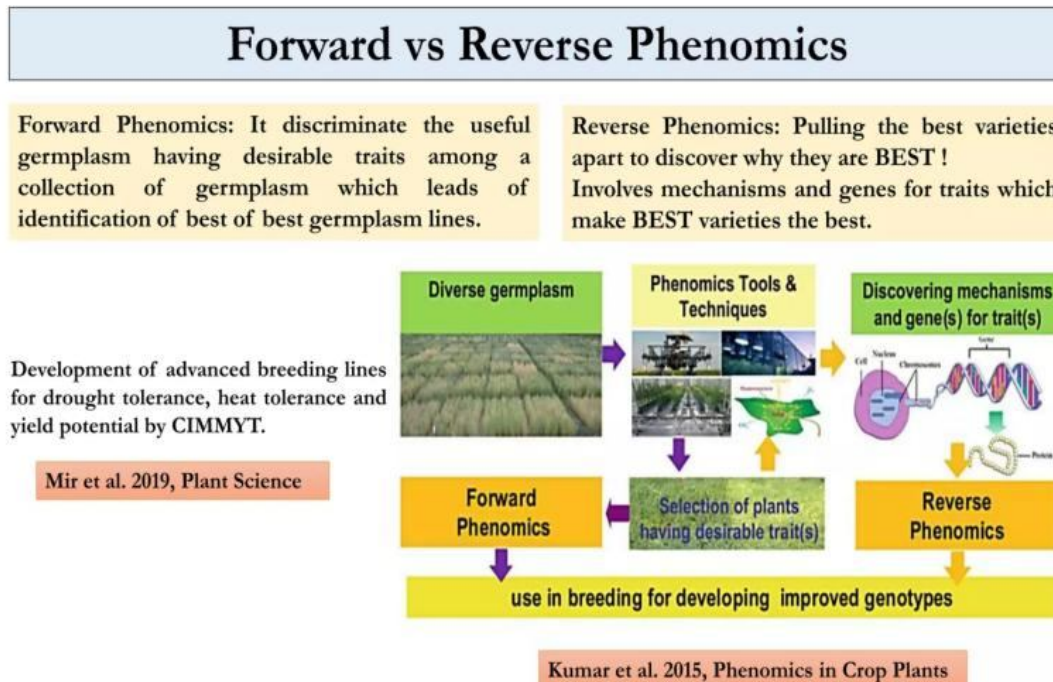 Forward vs Reverse Phenomics
Forward Phenomics: It discriminate the useful
germplasm having desirable traits among a
collection of germplasm which leads of
identification of best of best germplasm lines.
Reverse Phenomics: Pulling the best varieties
apart to discover why they are BEST !
Involves mechanisms and genes for traits which
make BEST varieties the best.
Development of advanced breeding lines
for drought tolerance, heat tolerance and
yield potential by CIMMYT.
Mir et al. 2019, Plant Science
Diverse germplasm
Phenomics Tools &
Techniques
Discovering mechanisms
and gene(s) for trait(s)
Gene
Nucleus
Chromosomes
Cell
Protein
Forward
Phenomics
Selection of plants
having desirable trait(s)
Reverse
Phenomics
use in breeding for developing improved genotypes
Kumar et al. 2015, Phenomics in Crop Plants